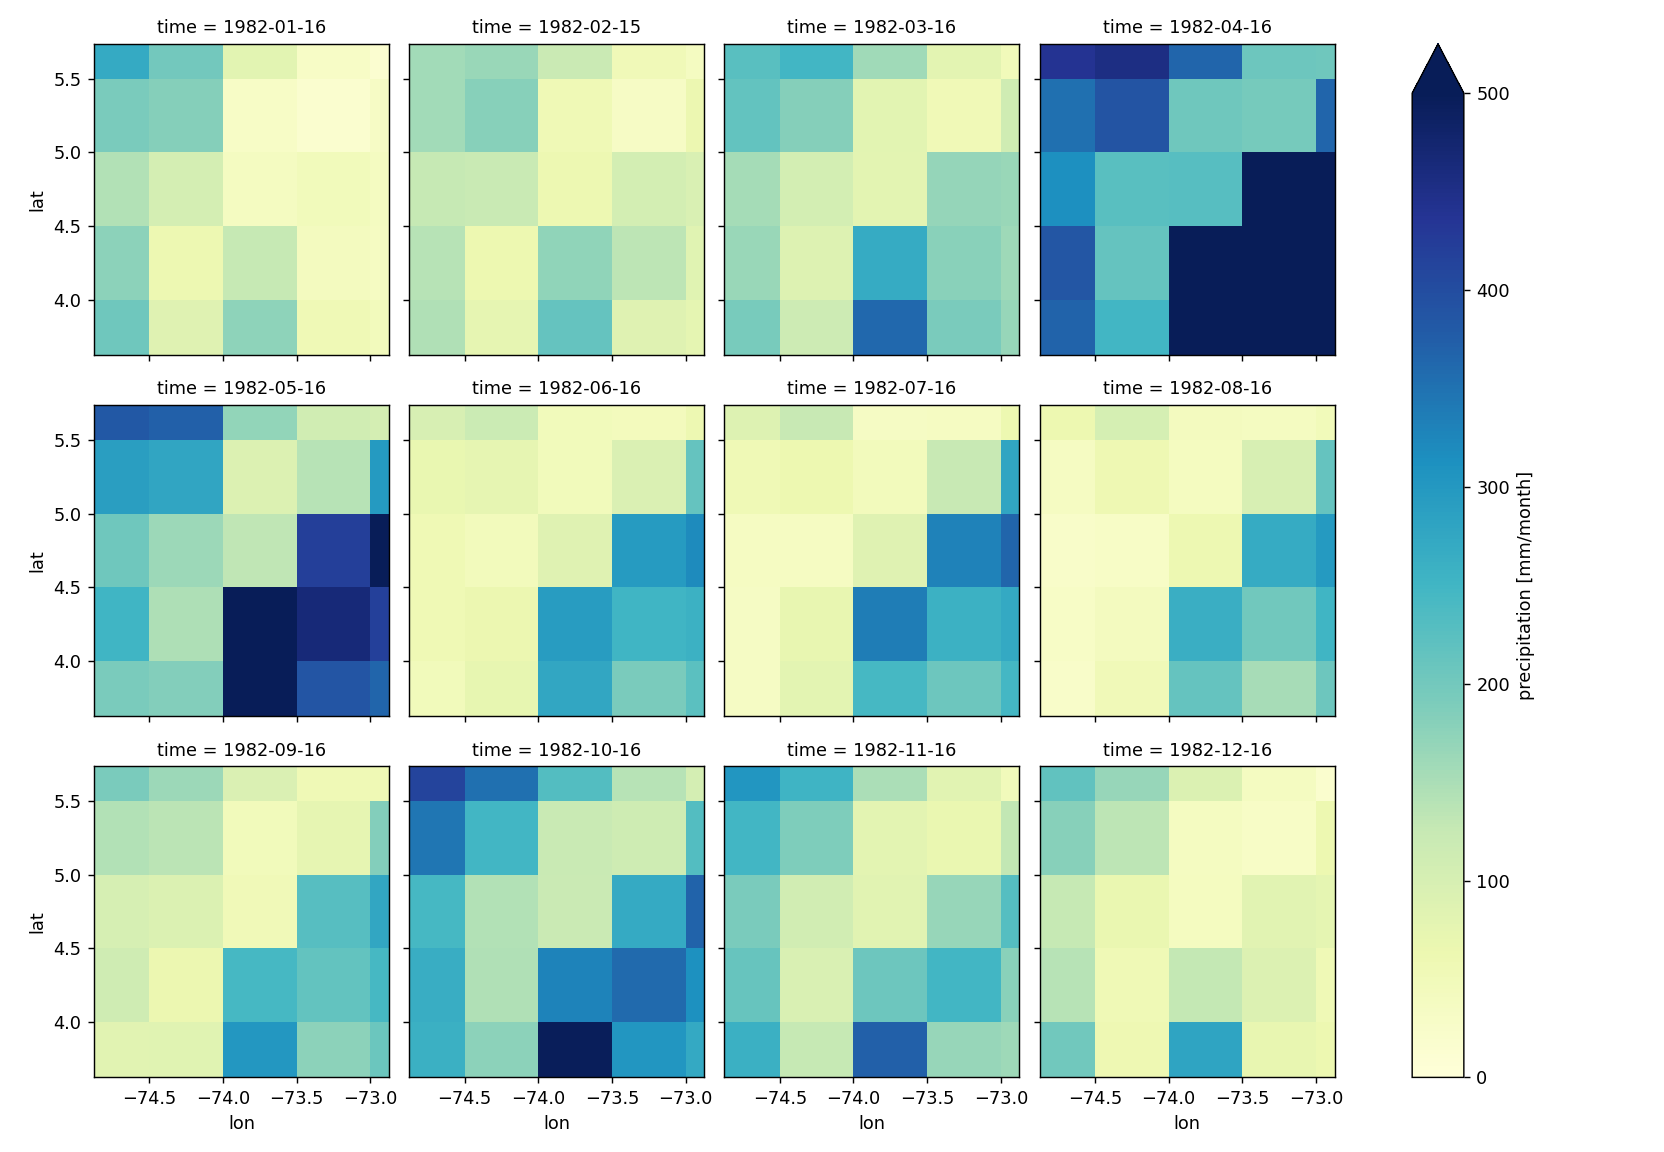 time = 1982-01-16 time = 1982-02-15 time = 1982-03-16 time = 1982-04-16
5.5
5.0
4.5
4.0
lat
time = 1982-05-16 time = 1982-06-16 time = 1982-07-16 time = 1982-08-16
5.5
5.0
4.5
4.0
lat
time = 1982-09-16 time = 1982-10-16 time = 1982-11-16 time = 1982-12-16
5.5
5.0
4.5
4.0
lat
−74.5 −74.0 −73.5 −73.0 −74.5 −74.0 −73.5 −73.0 −74.5 −74.0 −73.5 −73.0 −74.5 −74.0 −73.5 −73.0
lon lon lon lon
500
400
300
200
100
0
precipitation [mm/month]